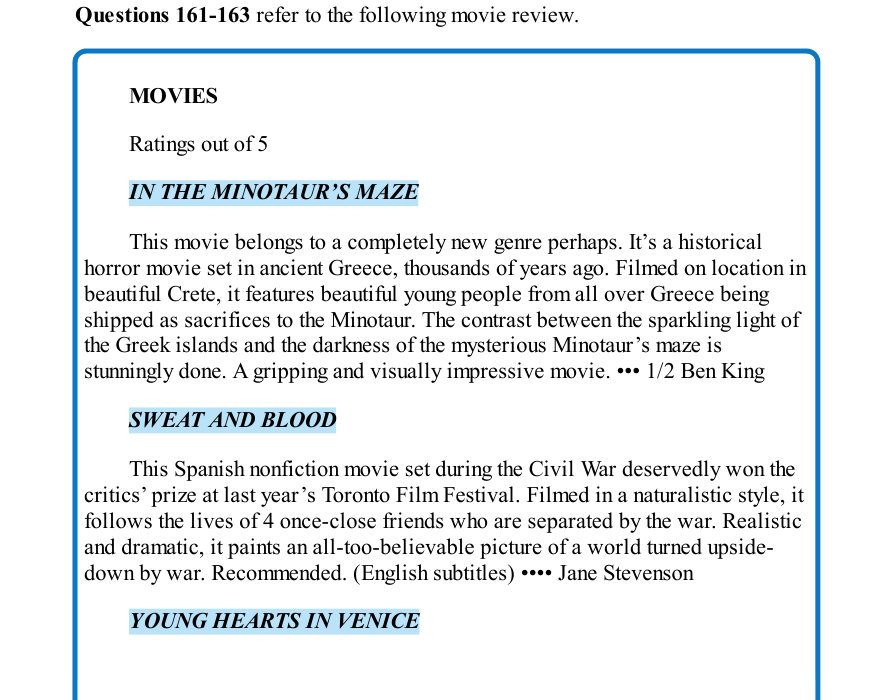 Questions 161-163 refer to the following movie review.
MOVIES
Ratings out of 5
IN THE MINOTAUR’S MAZE
This movie belongs to a completely new genre perhaps. It’s a historical
horror movie set in ancient Greece, thousands of years ago. Filmed on location in
beautiful Crete, it features beautiful young people from all over Greece being
shipped as sacrifices to the Minotaur. The contrast between the sparkling light of
the Greek islands and the darkness of the mysterious Minotaur’s maze is
stunningly done. A gripping and visually impressive movie. ••• 1/2 Ben King
SWEAT AND BLOOD
This Spanish nonfiction movie set during the Civil War deservedly won the
critics’ prize at last year’s Toronto Film Festival. Filmed in a naturalistic style, it
follows the lives of 4 once-close friends who are separated by the war. Realistic
and dramatic, it paints an all-too-believable picture of a world turned upside-
down by war. Recommended. (English subtitles) •••• Jane Stevenson
YOUNG HEARTS IN VENICE